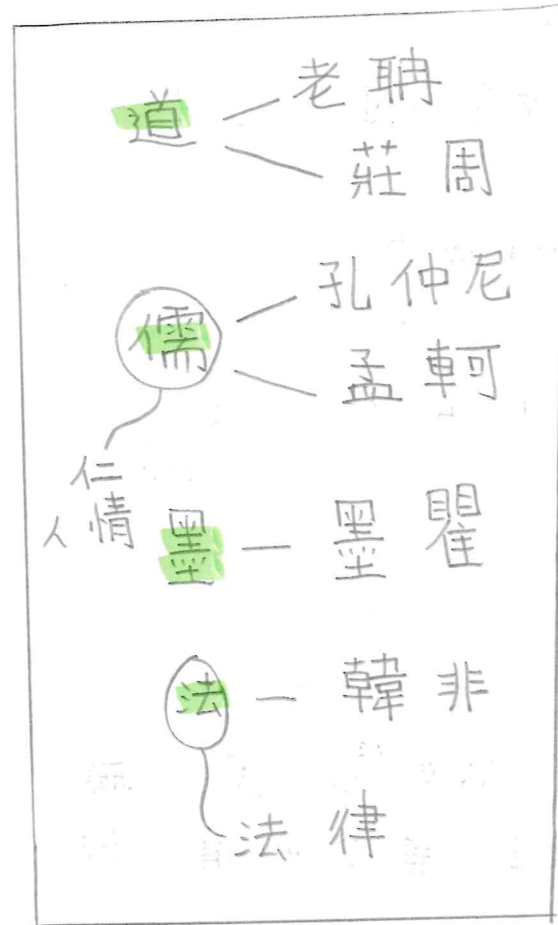 道 — 老聃
莊周
儒 — 孔仲尼
孟軻
仁
人情
墨 — 墨瞿
法 — 韓非
法律